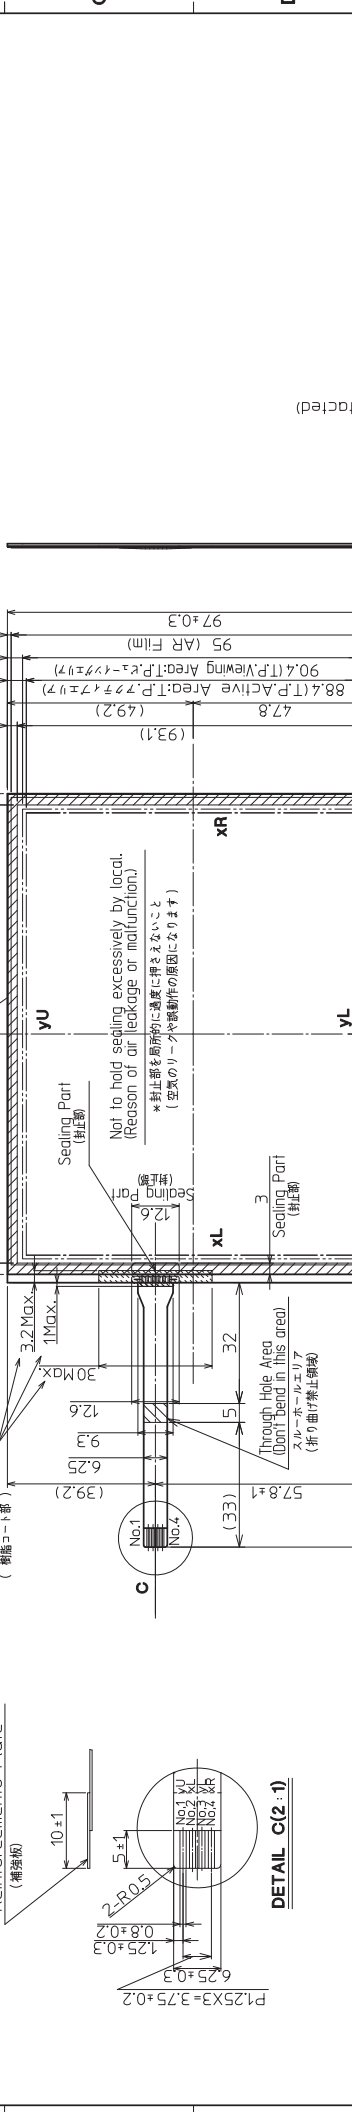 97±0.3
95 (AR Film)
90.4(T.P.Viewing Area:T.P.ビューイングエリア)
88.4(T.P.Active Area:T.P.アクティブエリア)
47.8
(49.2)
(93.1)
xR
yU
yL
xL
Not to hold sealing excessively by local.
(Reason of air leakage or malfunction.)
*封止部を局所的に過度に押さえないこと
(空気のリークや誤動作の原因になります)
Sealing Part
(封止部)
Sealing Part
(封止部)
12.6
3
Sealing Part
(封止部)
3.2Max.
1Max.
30Max.
12.6
9.3
6.25
(39.2)
57.8±1
32
5
(33)
Through Hole Area
(Don't bend in this area)
スルーホールエリア
(折り曲げ禁止領域)
(樹脂コート部)
No.1
No.4
C
(補強板)
10±1
5±1
2-R0.5
No.1 yU
No.2 xL
No.3 yL
No.4 xR
0.8±0.2
1.25±0.3
6.25±0.3
P1.25X3=3.75±0.2
DETAIL C(2:1)